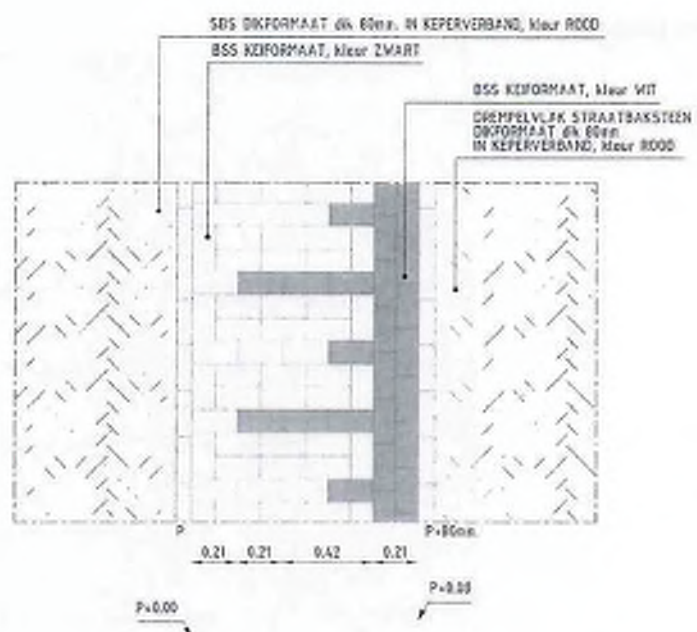 SBS DIKFORMAAT dik 80mm. IN KEPERVERBAND, kleur ROOD
BSS KEIFORMAAT, kleur ZWART
BSS KEIFORMAAT, kleur WIT
DREMPELVLAK STRAATBAKSTEEN
DIKFORMAAT dik 80mm
IN KEPERVERBAND, kleur ROOD
P
P+80mm.
0.21 0.21 0.42 0.21
P+0.00
P+0.08